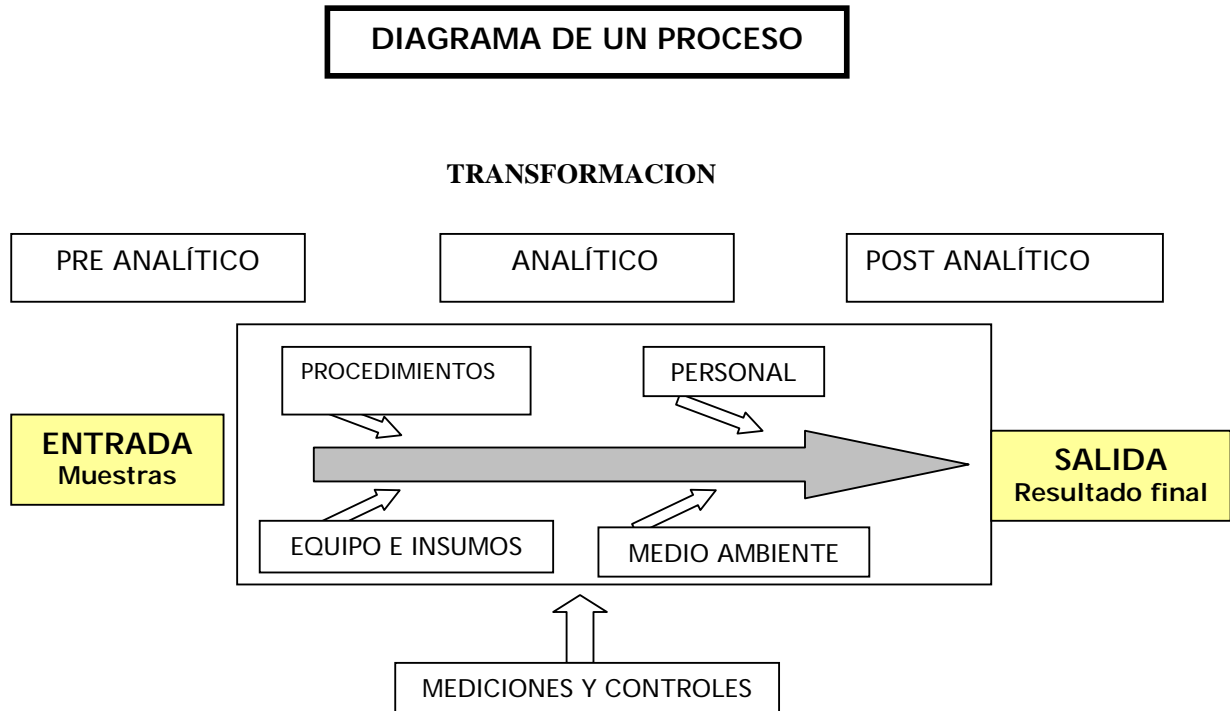 DIAGRAMA DE UN PROCESO
TRANSFORMACION
PRE ANALÍTICO
ANALÍTICO
POST ANALÍTICO
PROCEDIMIENTOS
PERSONAL
ENTRADA
Muestras
SALIDA
Resultado final
EQUIPO E INSUMOS
MEDIO AMBIENTE
MEDICIONES Y CONTROLES